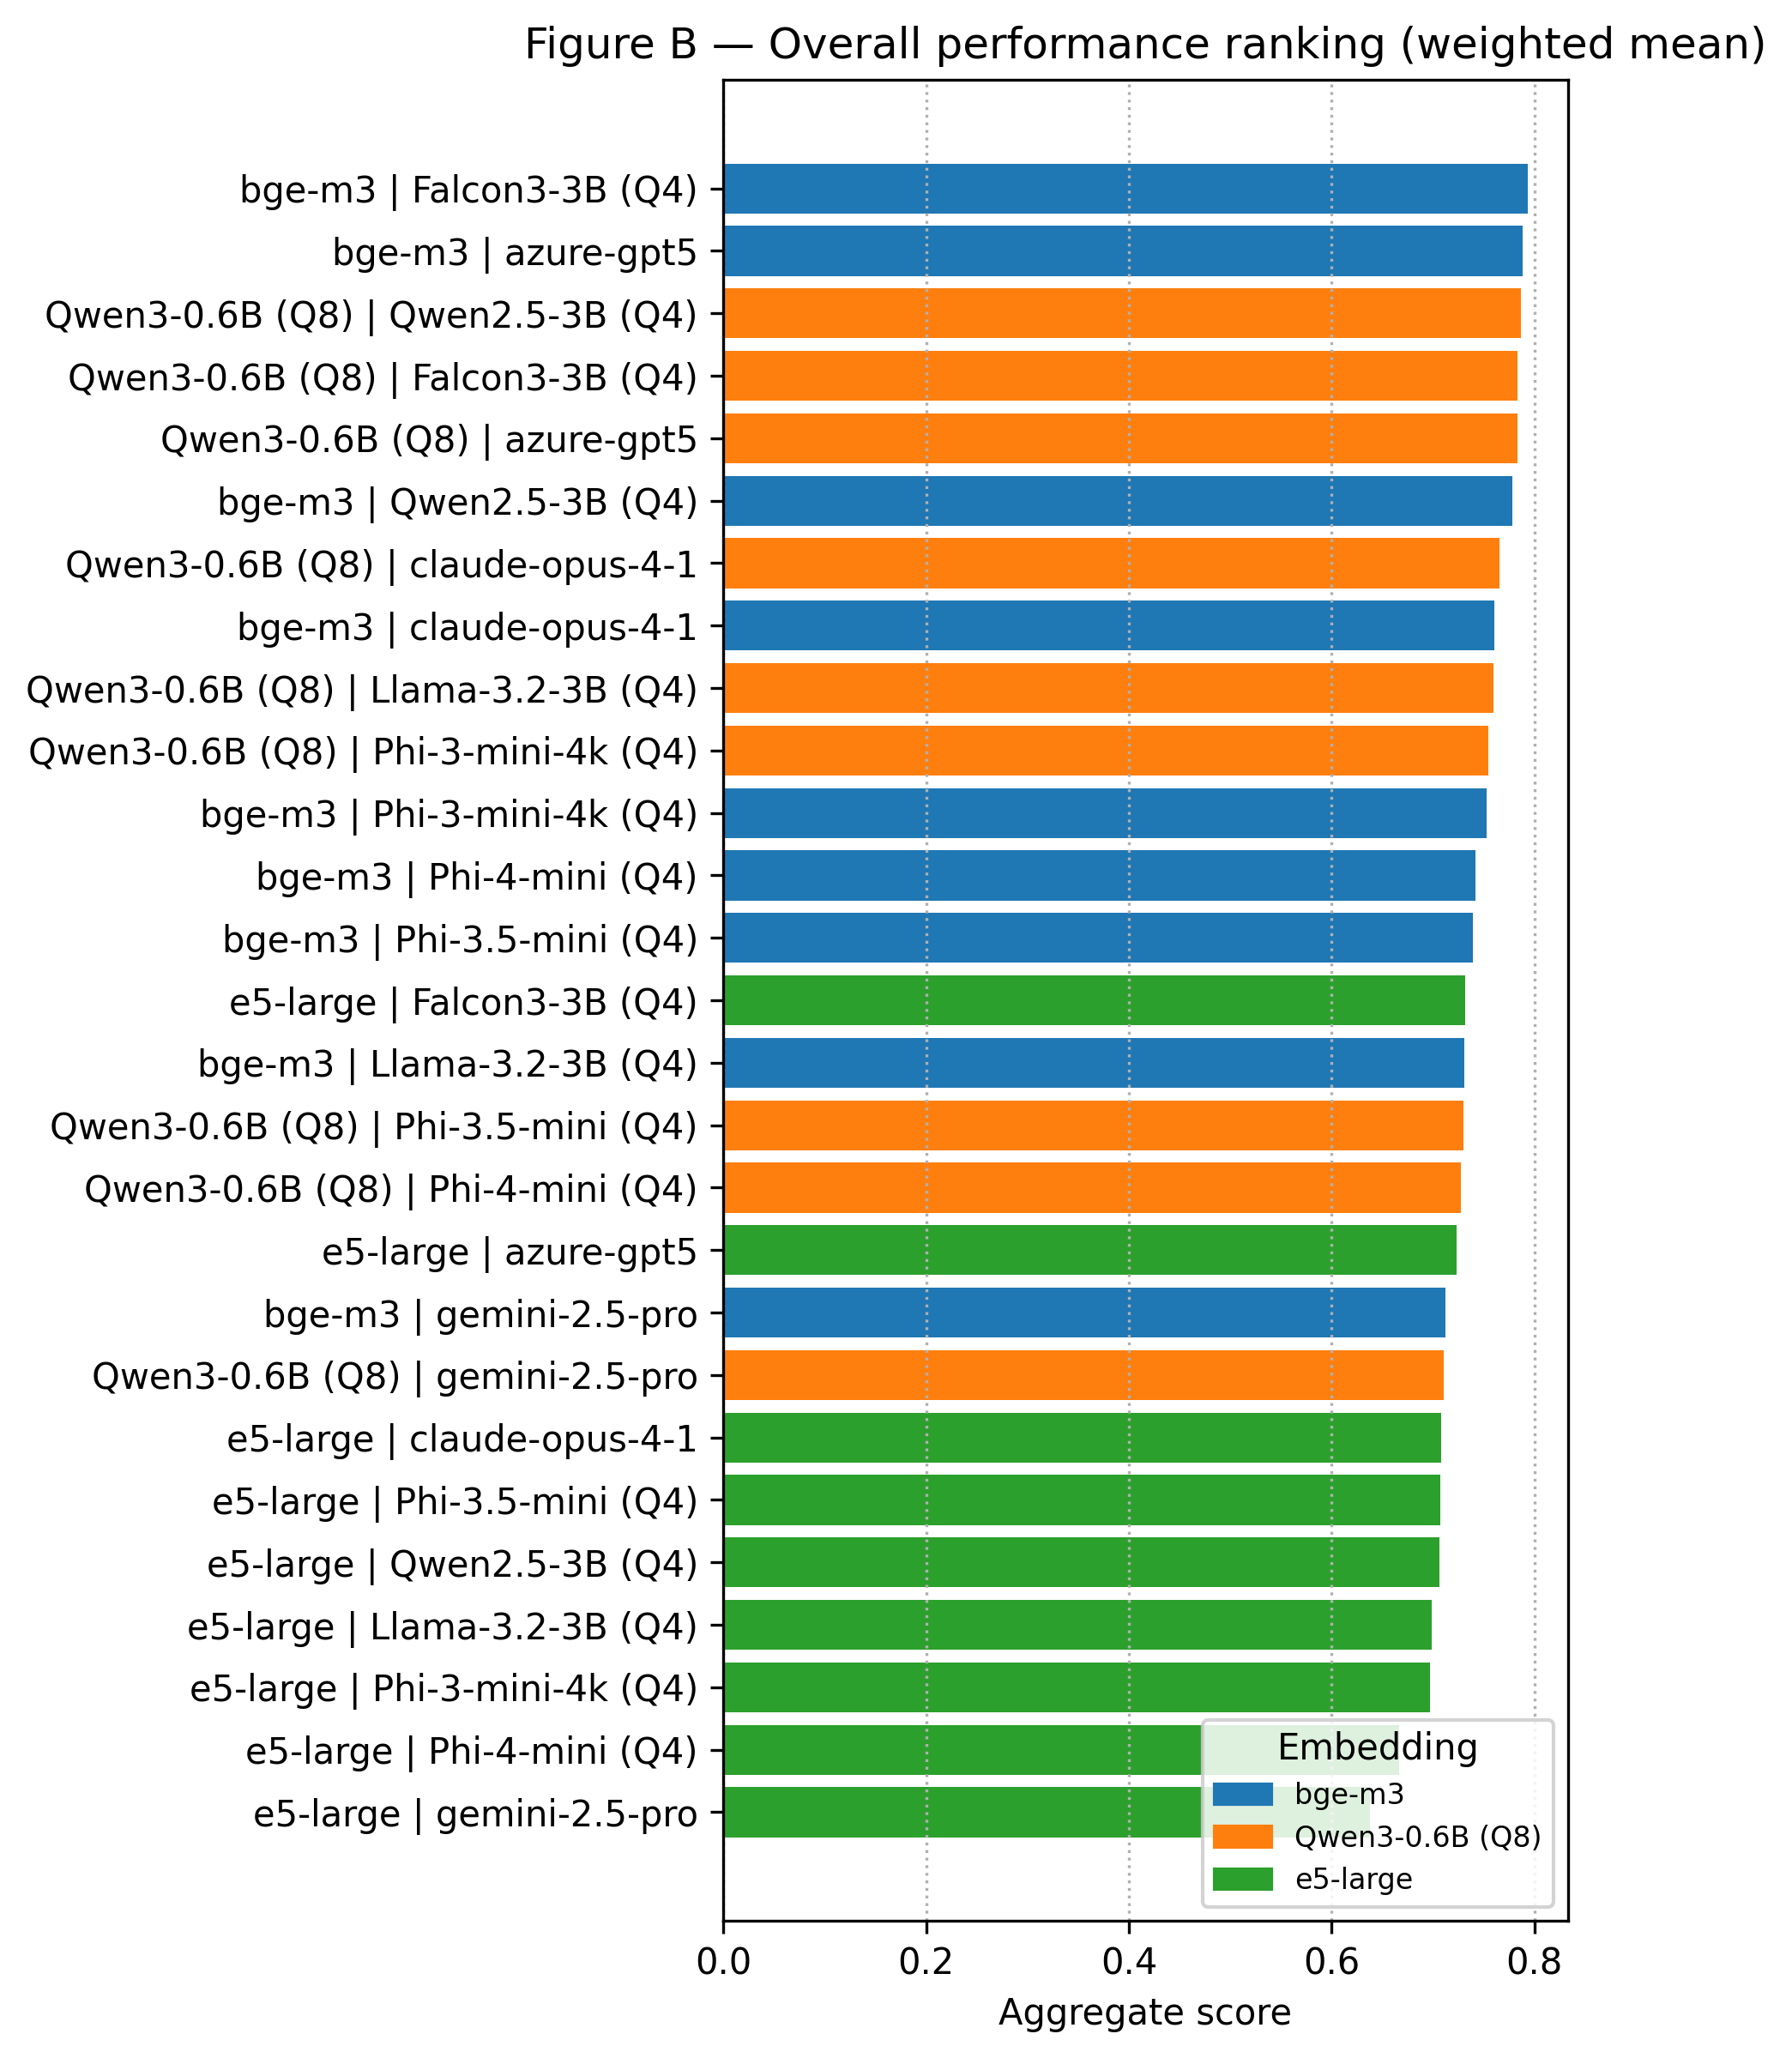 Figure B — Overall performance ranking (weighted mean)
bge-m3 | Falcon3-3B (Q4)
bge-m3 | azure-gpt5
Qwen3-0.6B (Q8) | Qwen2.5-3B (Q4)
Qwen3-0.6B (Q8) | Falcon3-3B (Q4)
Qwen3-0.6B (Q8) | azure-gpt5
bge-m3 | Qwen2.5-3B (Q4)
Qwen3-0.6B (Q8) | claude-opus-4-1
bge-m3 | claude-opus-4-1
Qwen3-0.6B (Q8) | Llama-3.2-3B (Q4)
Qwen3-0.6B (Q8) | Phi-3-mini-4k (Q4)
bge-m3 | Phi-3-mini-4k (Q4)
bge-m3 | Phi-4-mini (Q4)
bge-m3 | Phi-3.5-mini (Q4)
e5-large | Falcon3-3B (Q4)
bge-m3 | Llama-3.2-3B (Q4)
Qwen3-0.6B (Q8) | Phi-3.5-mini (Q4)
Qwen3-0.6B (Q8) | Phi-4-mini (Q4)
e5-large | azure-gpt5
bge-m3 | gemini-2.5-pro
Qwen3-0.6B (Q8) | gemini-2.5-pro
e5-large | claude-opus-4-1
e5-large | Phi-3.5-mini (Q4)
e5-large | Qwen2.5-3B (Q4)
e5-large | Llama-3.2-3B (Q4)
e5-large | Phi-3-mini-4k (Q4)
e5-large | Phi-4-mini (Q4)
e5-large | gemini-2.5-pro
Embedding
bge-m3
Qwen3-0.6B (Q8)
e5-large
0.0 0.2 0.4 0.6 0.8
Aggregate score